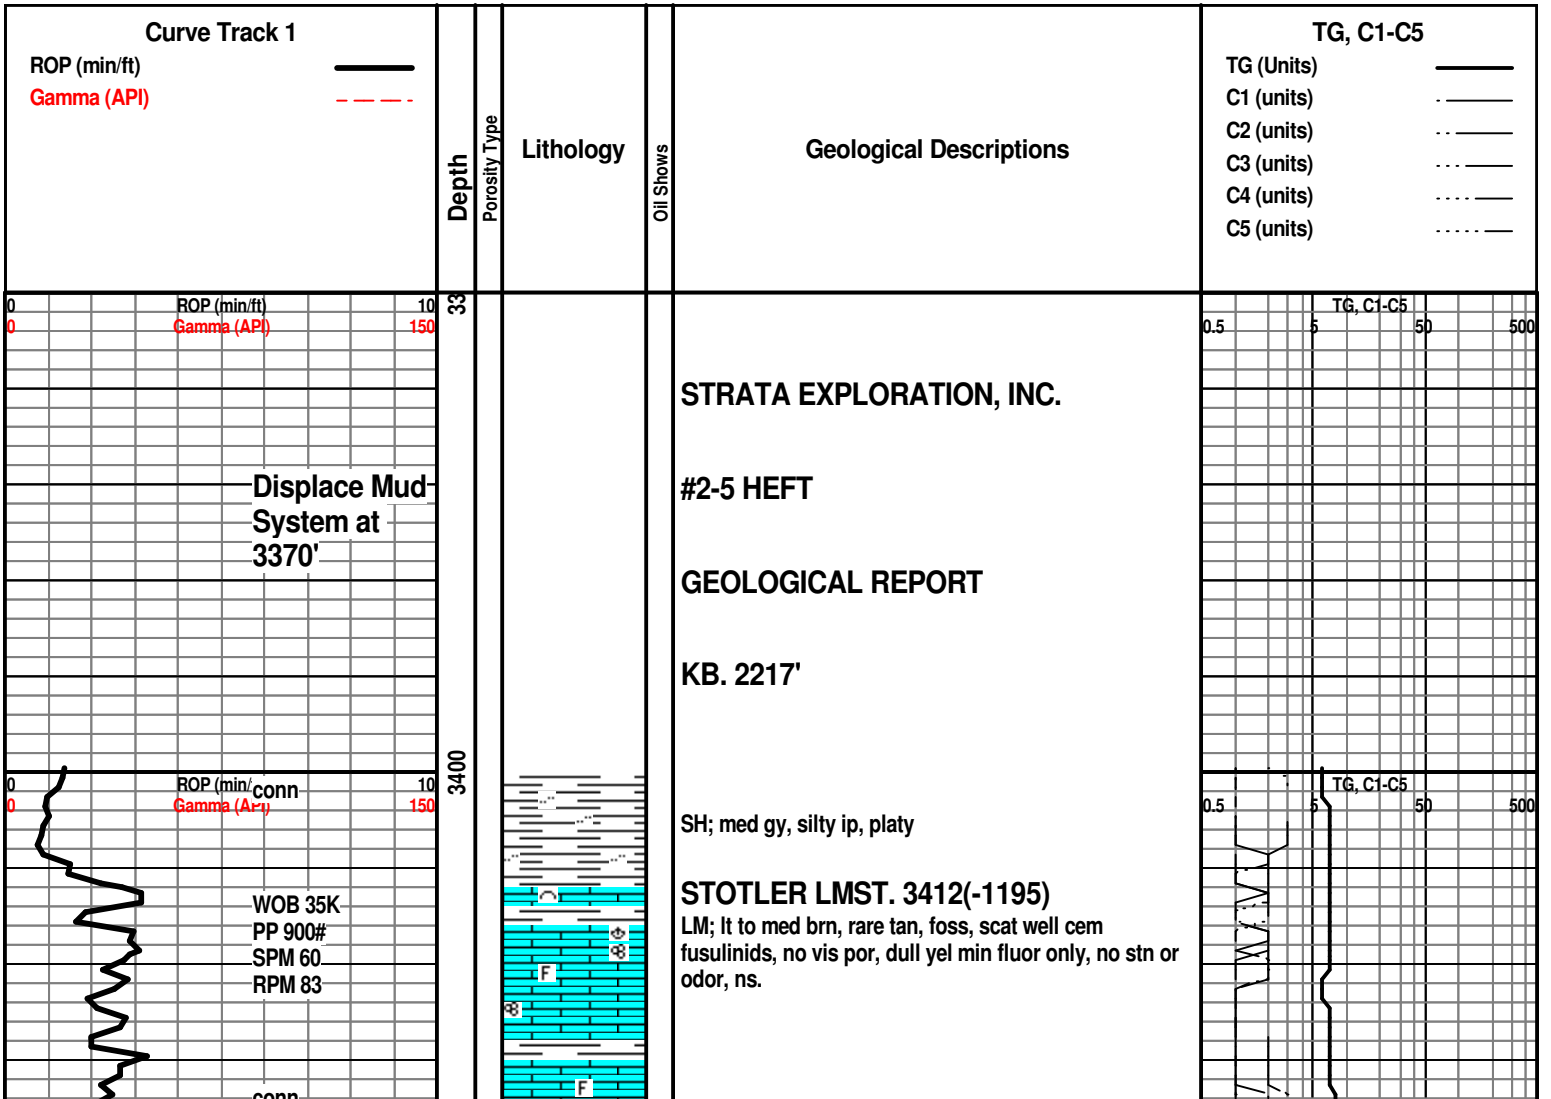 Curve Track 1
ROP (min/ft)
Gamma (API)
Depth
Porosity Type
Lithology
Oil Shows
Geological Descriptions
TG, C1-C5
TG (Units)
C1 (units)
C2 (units)
C3 (units)
C4 (units)
C5 (units)
0 ROP (min/ft) 10
0 Gamma (API) 150
33
TG, C1-C5
0.5 5 50 500
STRATA EXPLORATION, INC.
Displace Mud
System at
3370'
#2-5 HEFT
GEOLOGICAL REPORT
KB. 2217'
3400
0 ROP (min/ conn 10
0 Gamma (API) 150
TG, C1-C5
0.5 5 50 500
SH; med gy, silty ip, platy
WOB 35K
PP 900#
SPM 60
RPM 83
STOTLER LMST. 3412(-1195)
LM; lt to med brn, rare tan, foss, scat well cem
fusulinids, no vis por, dull yel min fluor only, no stn or
odor, ns.
F
F
conn